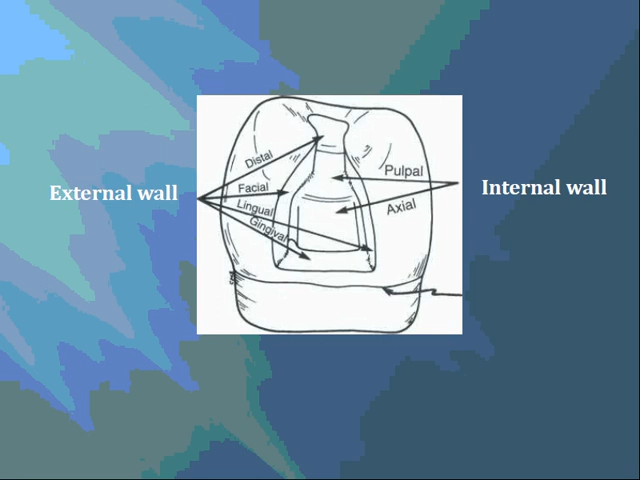 Distal
Pulpal
External wall
Facial
Internal wall
Lingual
Axial
Gingival